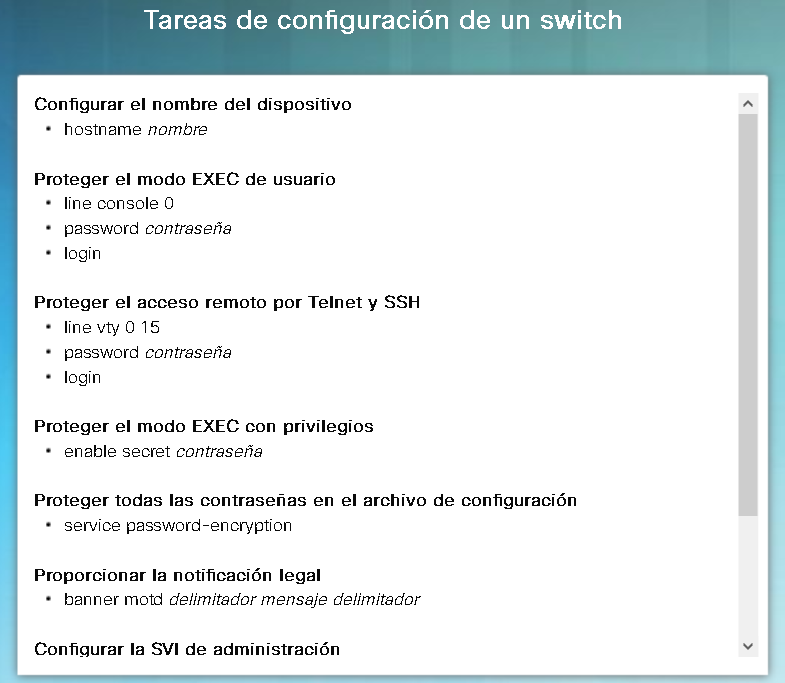 Tareas de configuración de un switch
Configurar el nombre del dispositivo
• hostname nombre
Proteger el modo EXEC de usuario
• line console 0
• password contraseña
• login
Proteger el acceso remoto por Telnet y SSH
• line vty 0 15
• password contraseña
• login
Proteger el modo EXEC con privilegios
• enable secret contraseña
Proteger todas las contraseñas en el archivo de configuración
• service password-encryption
Proporcionar la notificación legal
• banner motd delimitador mensaje delimitador
Configurar la SVI de administración